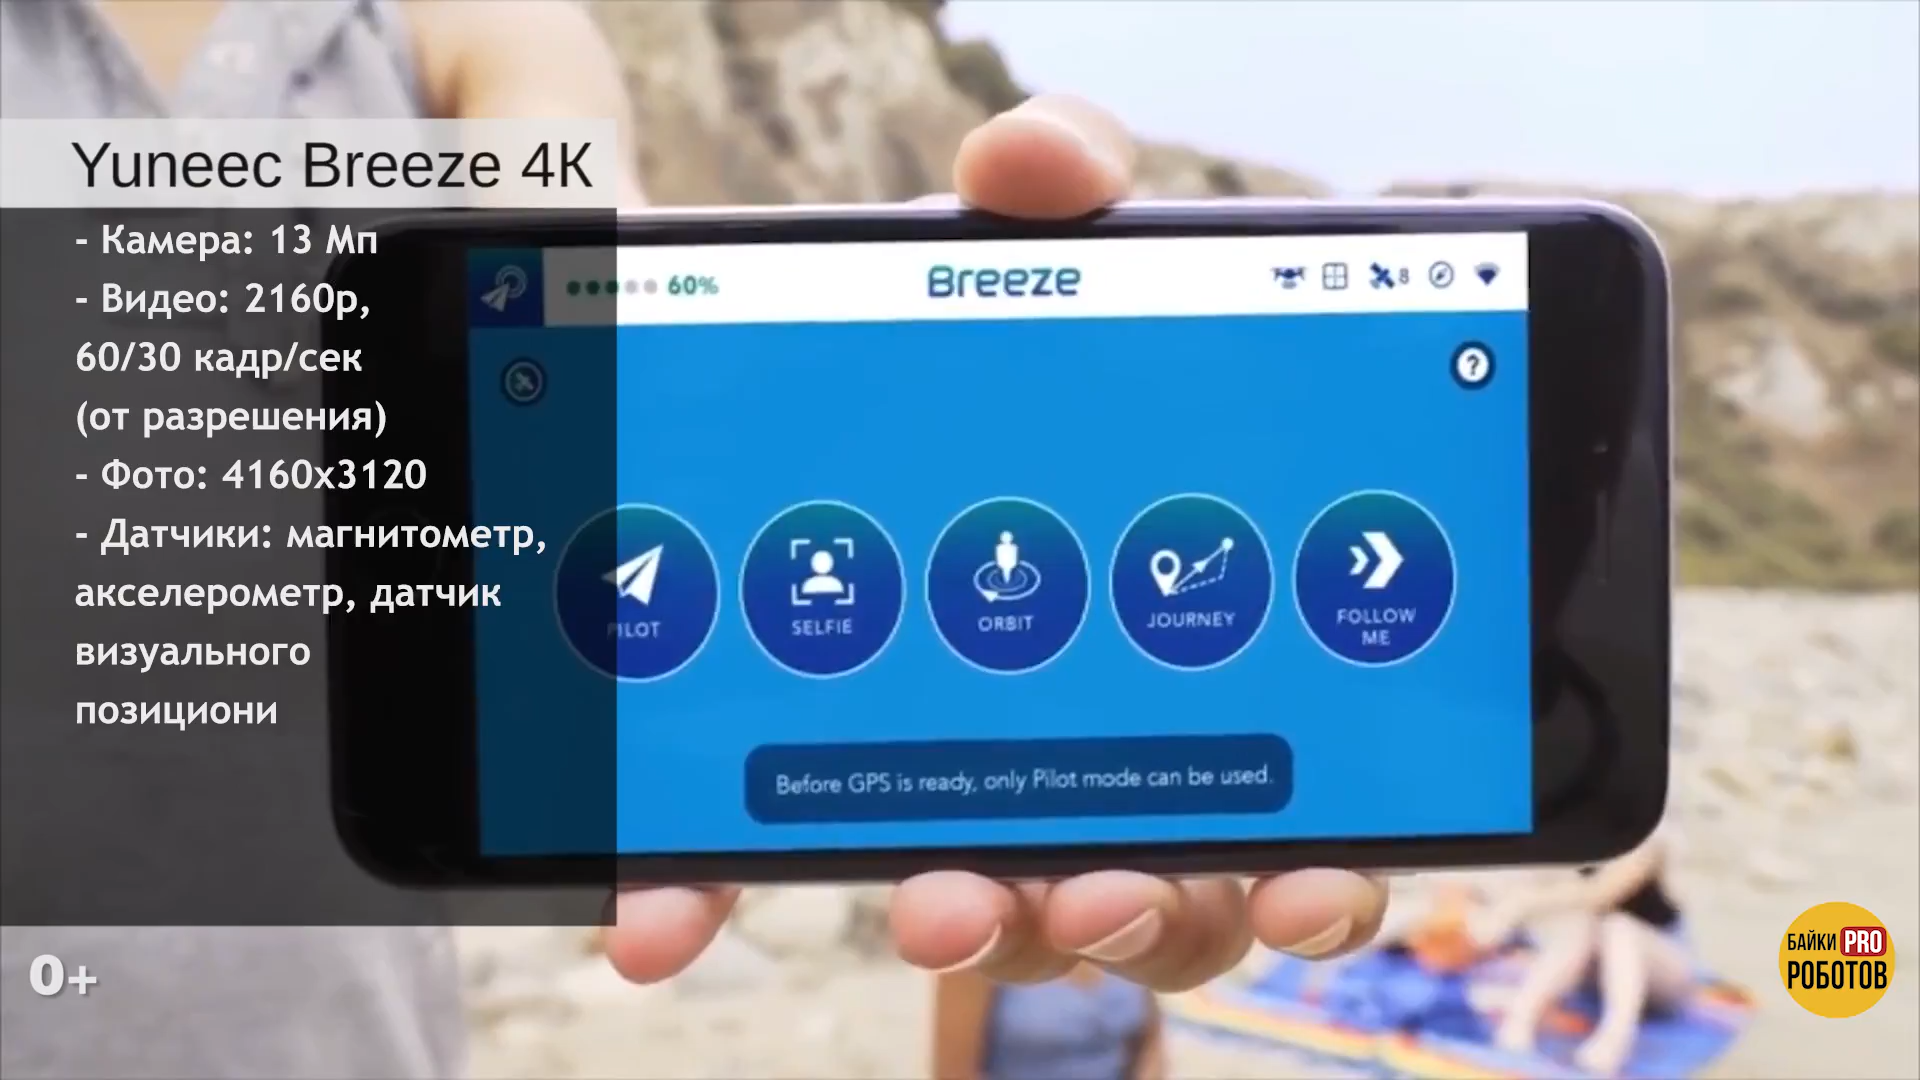 Yuneec Breeze 4K
- Камера: 13 Мп
- Видео: 2160p,
60/30 кадр/сек
(от разрешения)
- Фото: 4160x3120
- Датчики: магнитометр,
акселерометр, датчик
визуального
позициони
60%
Breeze
8
?
PILOT
SELFIE
ORBIT
JOURNEY
FOLLOW
ME
Before GPS is ready, only Pilot mode can be used.
0+
БАЙКИ PRO
РОБОТОВ